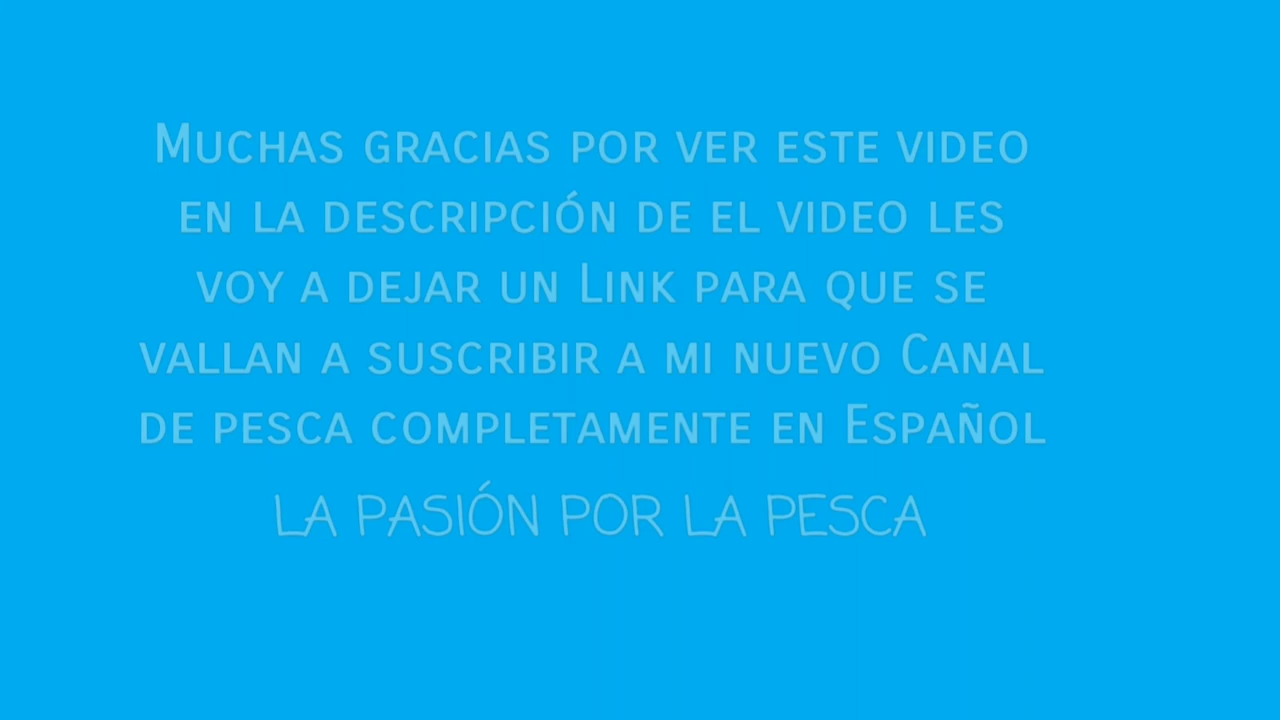 Muchas gracias por ver este video
en la descripción de el video les
voy a dejar un Link para que se
vallan a suscribir a mi nuevo Canal
de pesca completamente en Español
LA PASIÓN POR LA PESCA